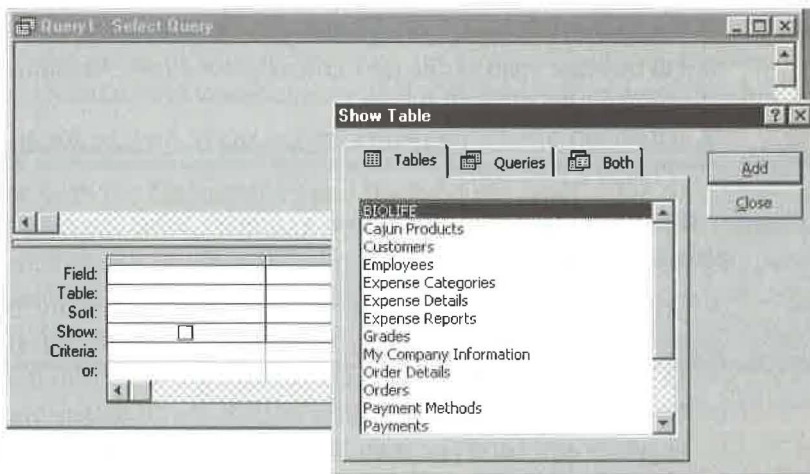 Query1 : Select Query
Show Table
Tables
Queries
Both
Add
Close
BIOLIFE
Cajun Products
Customers
Employees
Expense Categories
Expense Details
Expense Reports
Grades
My Company Information
Order Details
Orders
Payment Methods
Payments
Field:
Table:
Sort:
Show:
Criteria:
or: